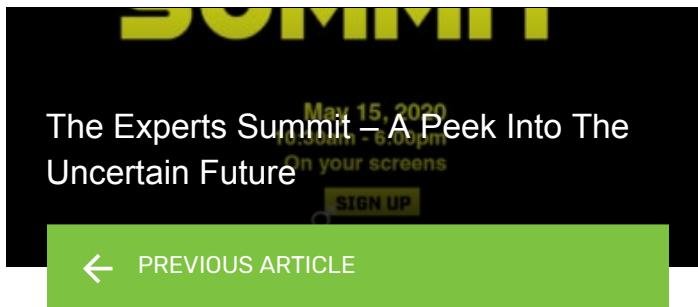 SUMMIT
May 15, 2020
The Experts Summit – A Peek Into The
10:30am - 6:00pm
Uncertain Future
On your screens
SIGN UP
PREVIOUS ARTICLE